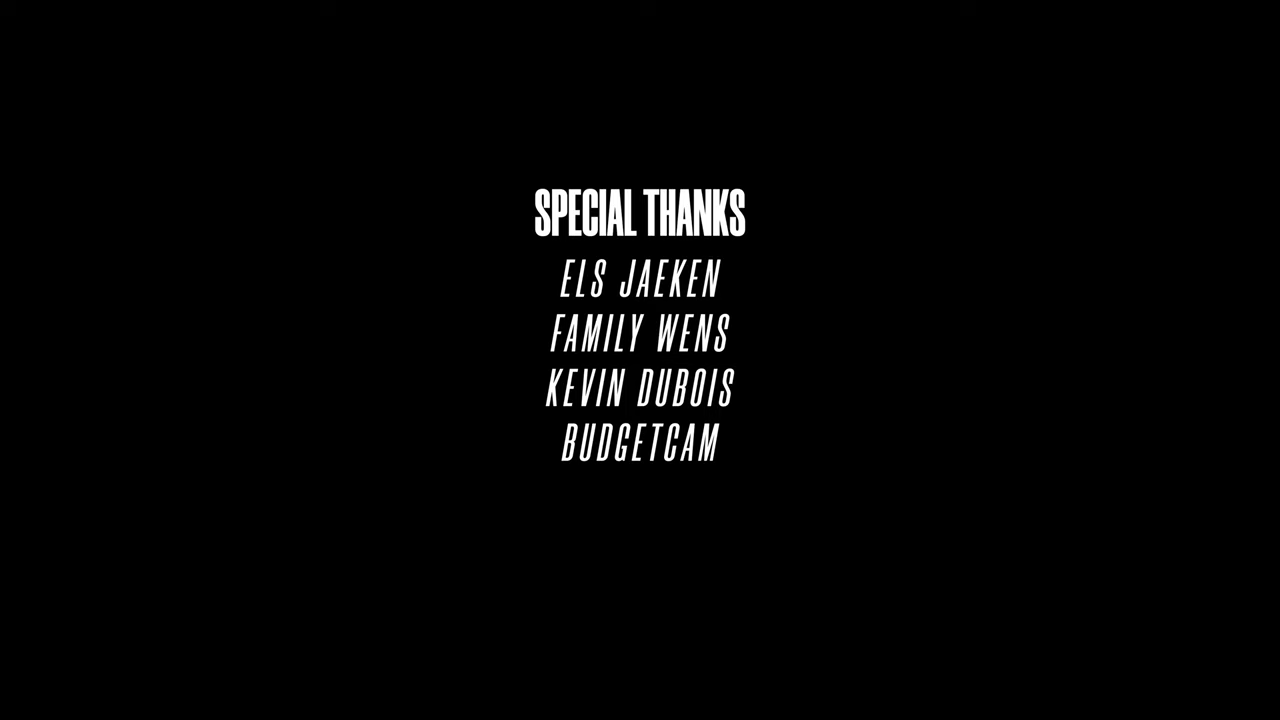 SPECIAL THANKS
ELS JAEKEN
FAMILY WENS
KEVIN DUBOIS
BUDGETCAM